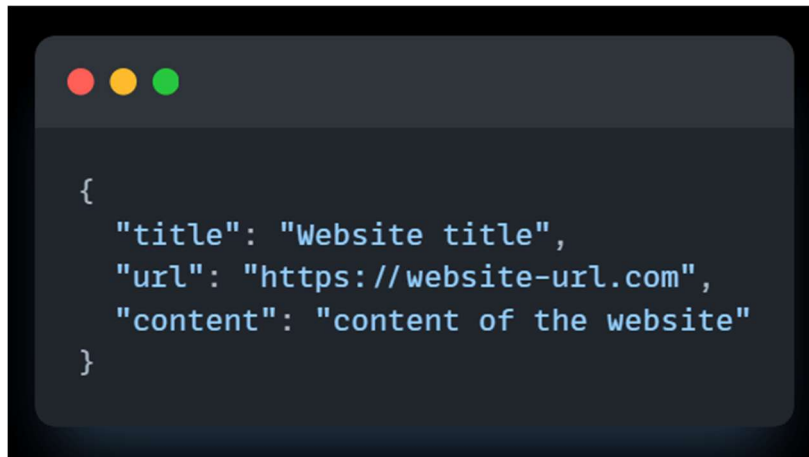 {
"title": "Website title",
"url": "https://website-url.com",
"content": "content of the website"
}